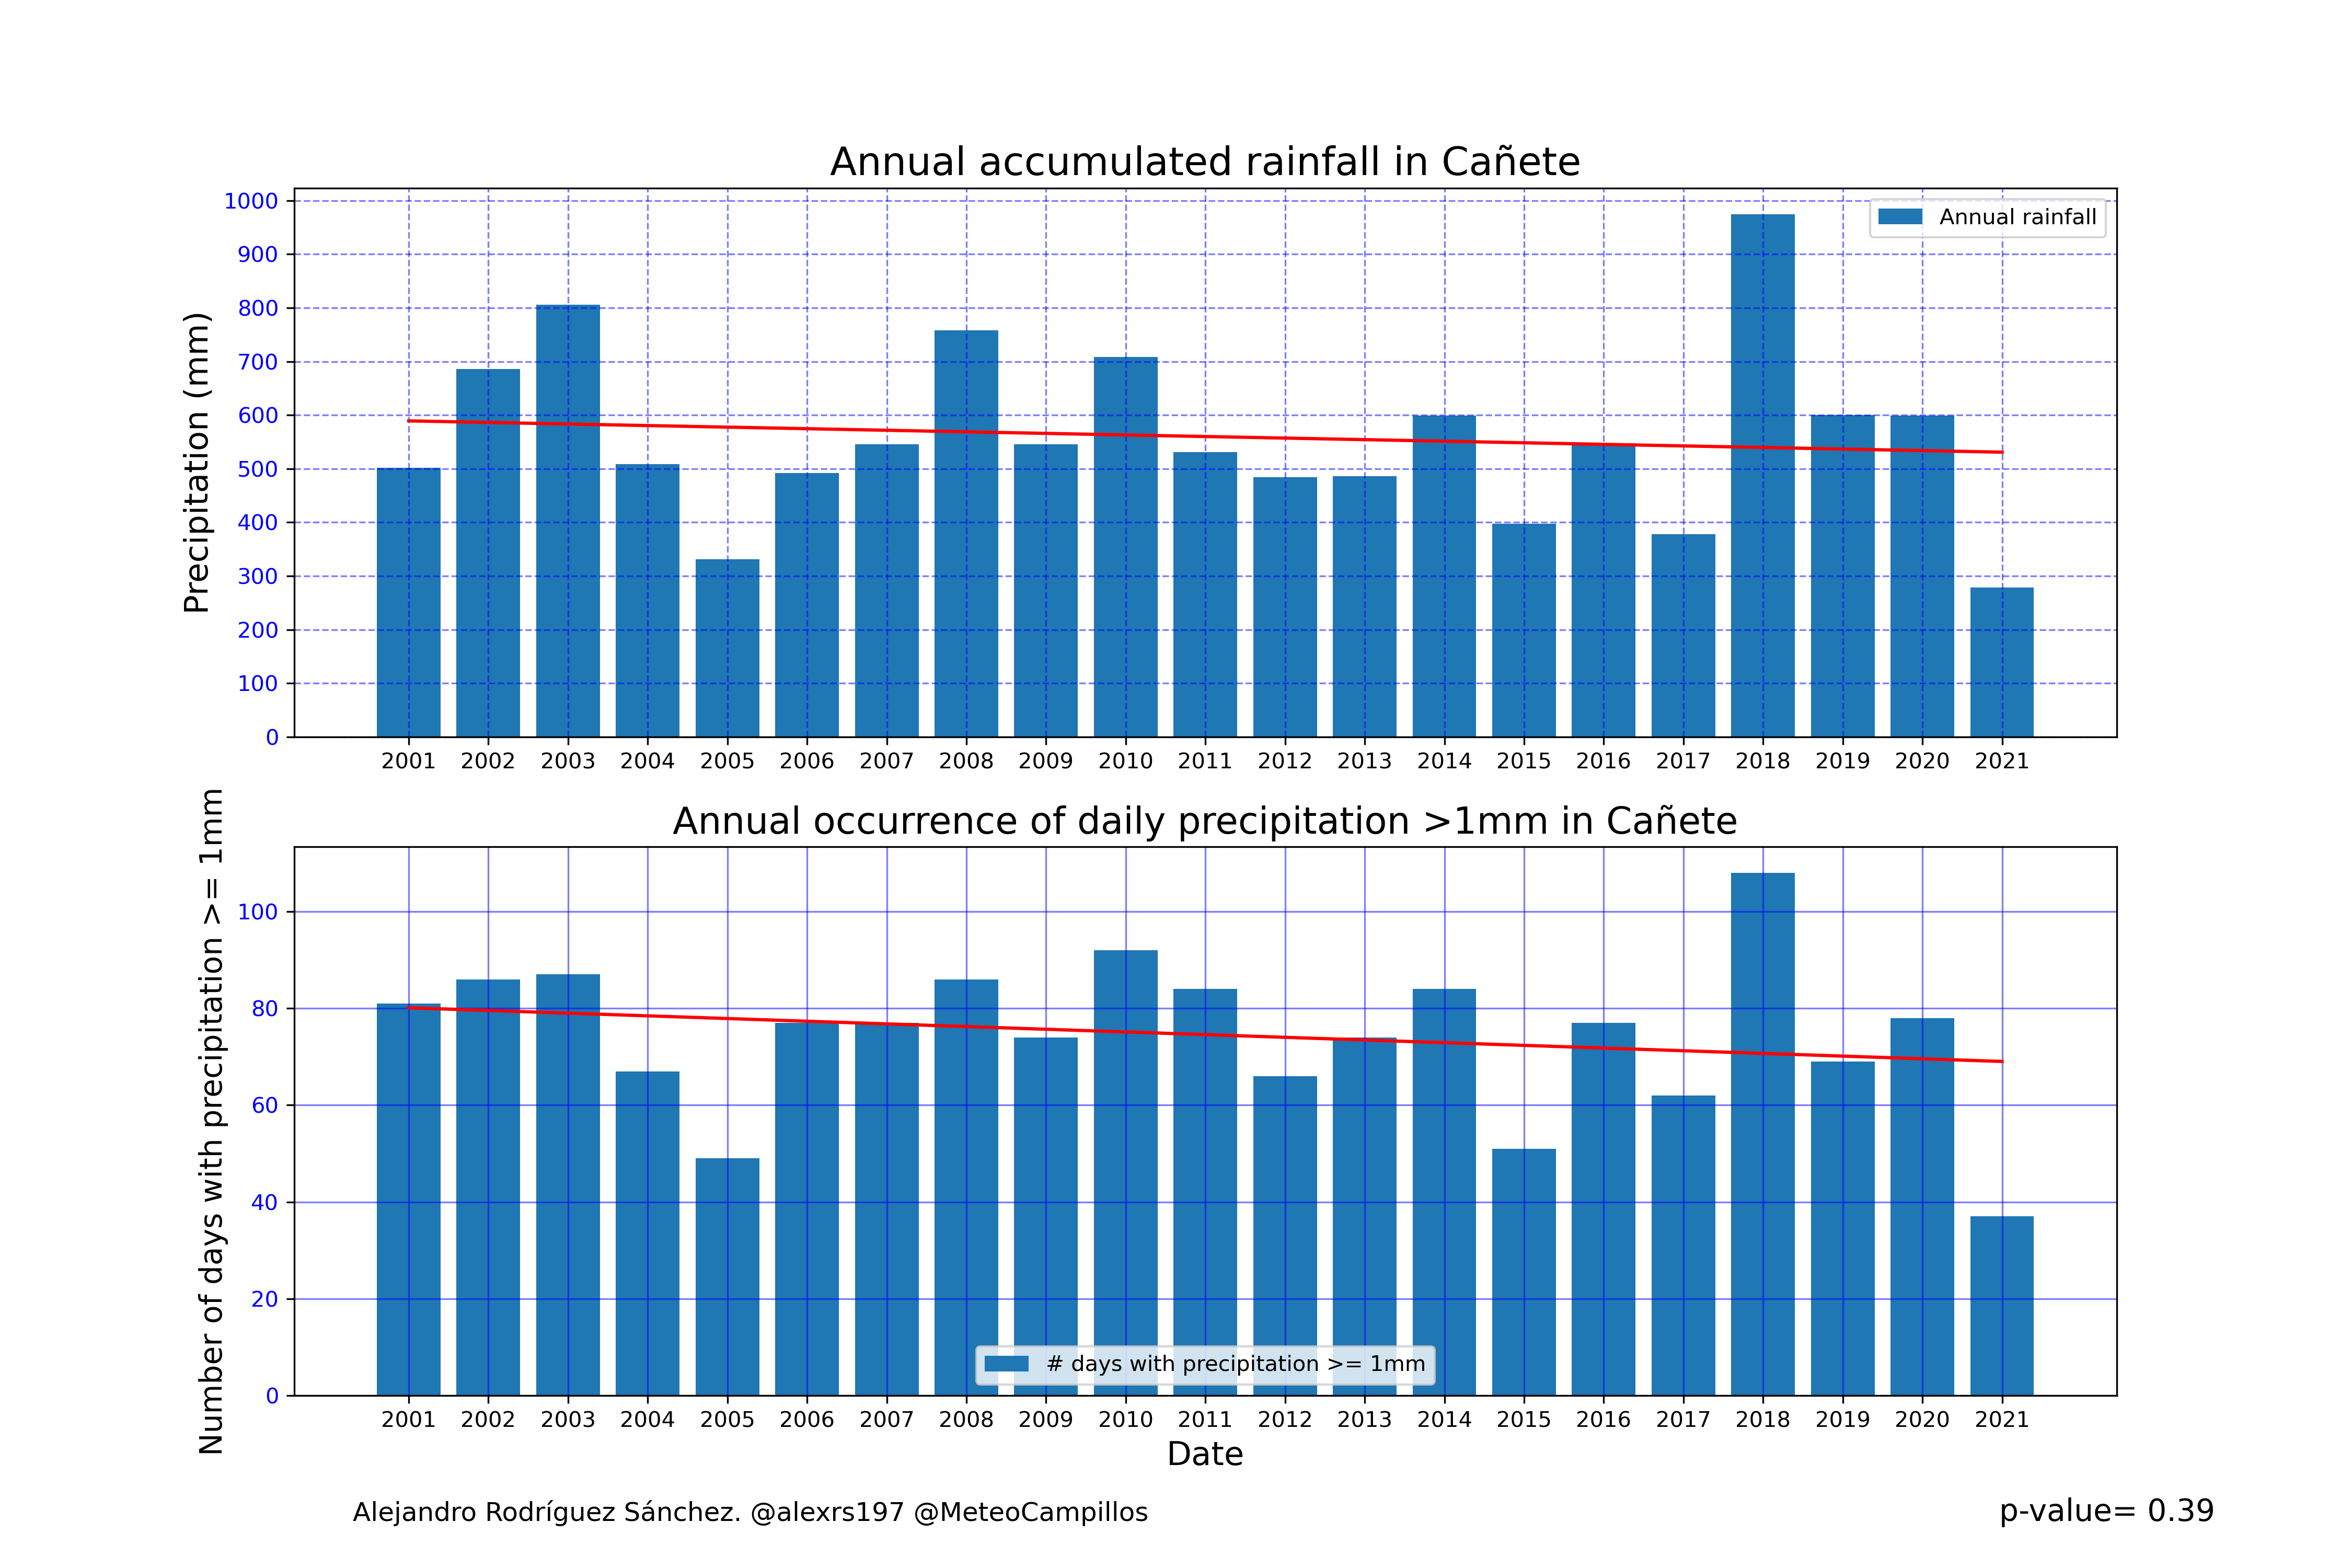 Annual accumulated rainfall in Cañete
Precipitation (mm)
1000
900
800
700
600
500
400
300
200
100
0
Annual rainfall
2001 2002 2003 2004 2005 2006 2007 2008 2009 2010 2011 2012 2013 2014 2015 2016 2017 2018 2019 2020 2021
Annual occurrence of daily precipitation >1mm in Cañete
Number of days with precipitation >= 1mm
100
80
60
40
20
0
# days with precipitation >= 1mm
2001 2002 2003 2004 2005 2006 2007 2008 2009 2010 2011 2012 2013 2014 2015 2016 2017 2018 2019 2020 2021
Date
Alejandro Rodríguez Sánchez. @alexrs197 @MeteoCampillos
p-value= 0.39